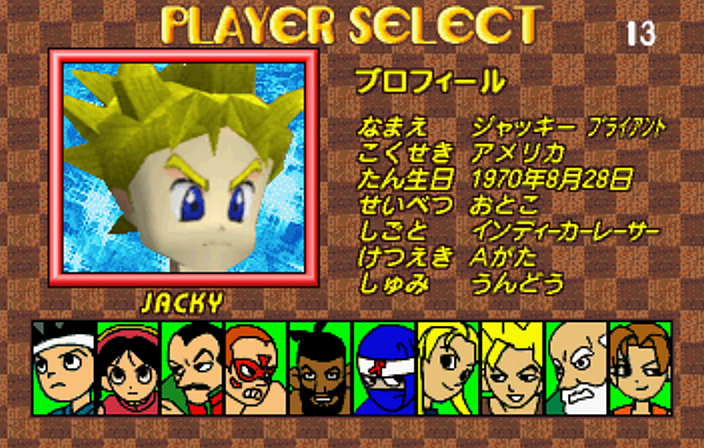 PLAYER SELECT
13
プロフィール
なまえ ジャッキー ブライアント
こくせき アメリカ
たん生日 1970年8月28日
せいべつ おとこ
しごと インディーカーレーサー
けつえき Aがた
しゅみ うんどう
JACKY